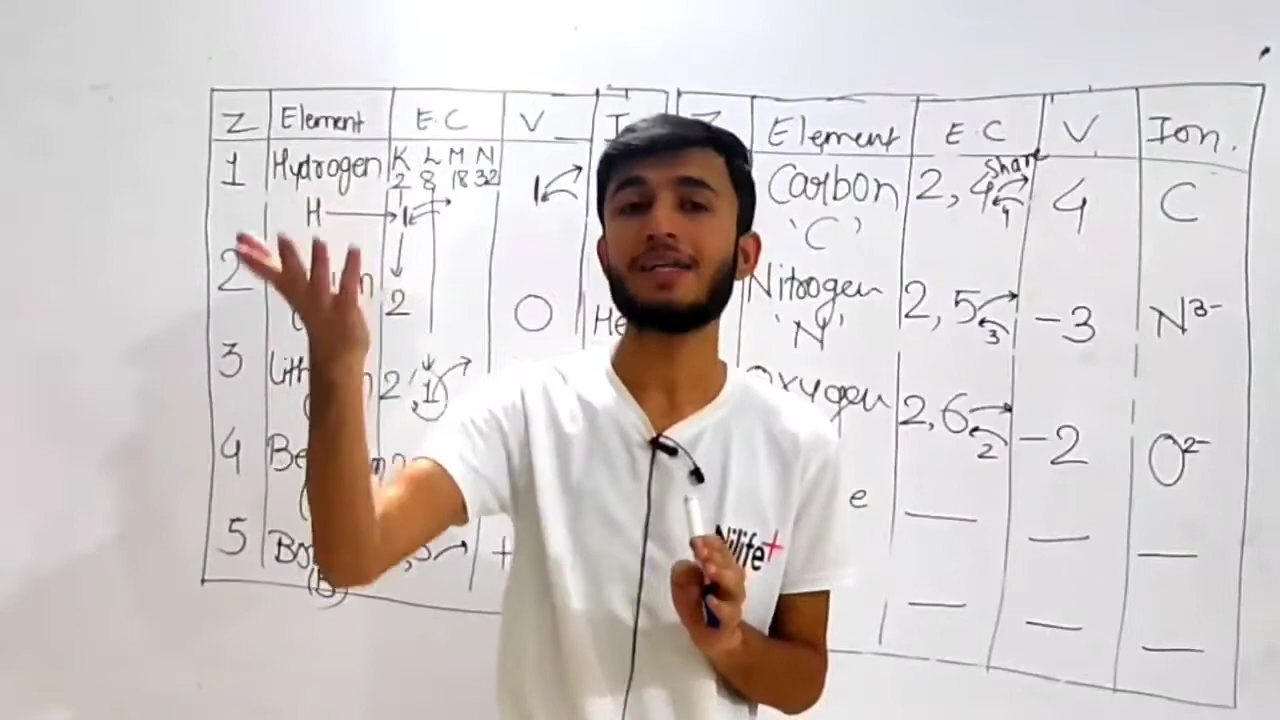 Z Element E.C V
1 Hydrogen K L M N
2 8 18 32
H 1 1
2 2 0 He
3 2, 1
4
5 +
(B)
Element E.C V Ion.
Carbon 2, 4 share 4 C
'C' 4
Nitrogen 2, 5 -3 N3-
'N' 3
Oxygen 2, 6 -2 O2-
2
e